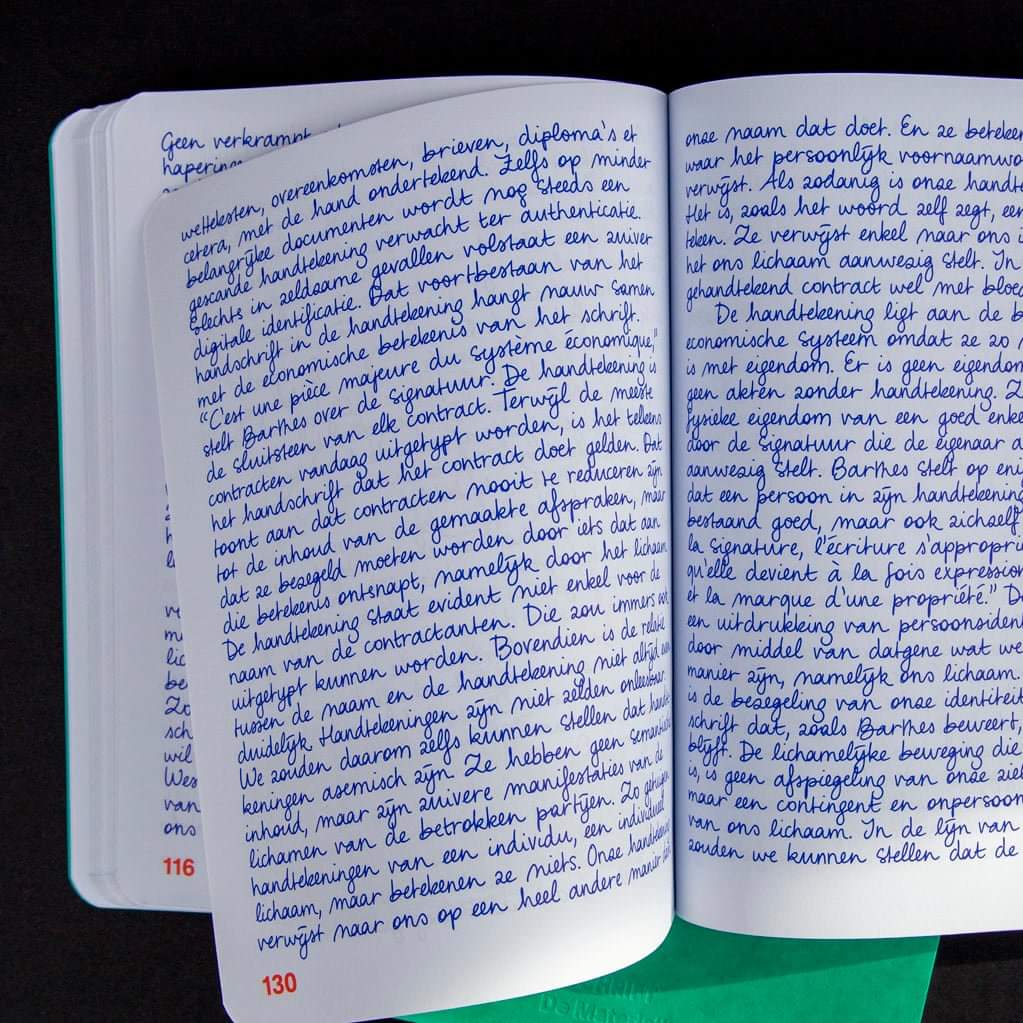 Geen verkrampt
116
wetteksten, overeenkomsten, brieven, diploma's et
cetera, met de hand ondertekend. Zelfs op minder
belangrijke documenten wordt nog steeds een
gescande handtekening verwacht ter authenticatie.
Slechts in zeldzame gevallen volstaat een zuiver
digitale identificatie. Dat voortbestaan van het
handschrift in de handtekening hangt nauw samen
met de economische betekenis van het schrift.
“C'est une pièce majeure du système économique,”
stelt Barthes over de signatuur. De handtekening is
de sluitsteen van elk contract. Terwijl de meeste
contracten vandaag uitgetypt worden, is het telkens
het handschrift dat het contract doet gelden. Dat
toont aan dat contracten nooit te reduceren zijn
tot de inhoud van de gemaakte afspraken, maar
dat ze bezegeld moeten worden door iets dat aan
die betekenis ontsnapt, namelijk door het lichaam.
De handtekening staat evident niet enkel voor de
naam van de contractanten. Die zou immers ook
uitgetypt kunnen worden. Bovendien is de relatie
tussen de naam en de handtekening niet altijd even
duidelijk. Handtekeningen zijn niet zelden onleesbaar.
We zouden daarom zelfs kunnen stellen dat handte-
keningen asemisch zijn. Ze hebben geen semantische
inhoud, maar zijn zuivere manifestaties van de
lichamen van de betrokken partijen. Zo getuigen
handtekeningen van een individu, een individueel
lichaam, maar betekenen ze niets. Onze handtekening
verwijst naar ons op een heel andere manier dan
130
onze naam dat doet. En ze
waar het persoonlijk
verwijst. Als zodanig is onze
Het is, zoals het woord zelf zegt, een
teken. Ze verwijst enkel naar ons
het ons lichaam aanwezig stelt. In
gehandtekend contract wel met
De handtekening ligt aan de
economische systeem omdat ze zo
is met eigendom. Er is geen
geen akten zonder handtekening.
fysieke eigendom van een goed
door de signatuur die de eigenaar
aanwezig stelt. Barthes stelt op
dat een persoon in zijn
bestaand goed, maar ook zichzelf
la signature, l'écriture
qu'elle devient à la fois expression
et la marque d'une propriété.”
een uitdrukking van
door middel van datgene wat we
manier zijn, namelijk ons lichaam.
is de bezegeling van onze
schrift dat, zoals Barthes beweert,
blijft. De lichamelijke beweging die
is, is geen afspiegeling van onze
maar een contingent en
van ons lichaam. In de lijn van
zouden we kunnen stellen dat de